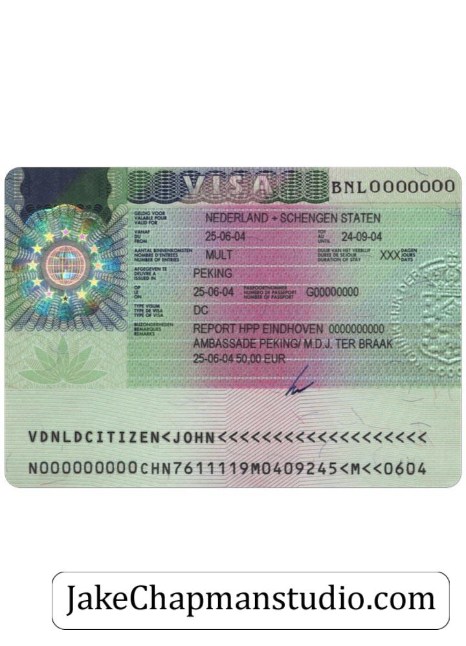 VISA BNL0000000
GELDIG VOOR
VALABLE POUR
VALID FOR
NEDERLAND + SCHENGEN STATEN
VANAF
DU
FROM
25-06-04
TOT
AU
UNTIL
24-09-04
AANTAL BINNENKOMSTEN
NOMBRE D'ENTREES
NUMBER OF ENTRIES
MULT
DUUR VAN HET VERBLIJF
DUREE DE SEJOUR
DURATION OF STAY
XXX
DAGEN
JOURS
DAYS
AFGEGEVEN TE
DELIVRE A
ISSUED IN
PEKING
OP
LE
ON
25-06-04
NUMERO DE PASSEPORT
NUMBER OF PASSPORT
G00000000
TYPE VISUM
TYPE DE VISA
TYPE OF VISA
DC
BIJZONDERHEDEN
REMARQUES
REMARKS
REPORT HPP EINDHOVEN 0000000000
AMBASSADE PEKING/ M.D.J. TER BRAAK
25-06-04 50,00 EUR
VDNLDCITIZEN<JOHN<<<<<<<<<<<<<<<<<<<
N000000000CHN7611119M0409245<M<<0604
JakeChapmanstudio.com